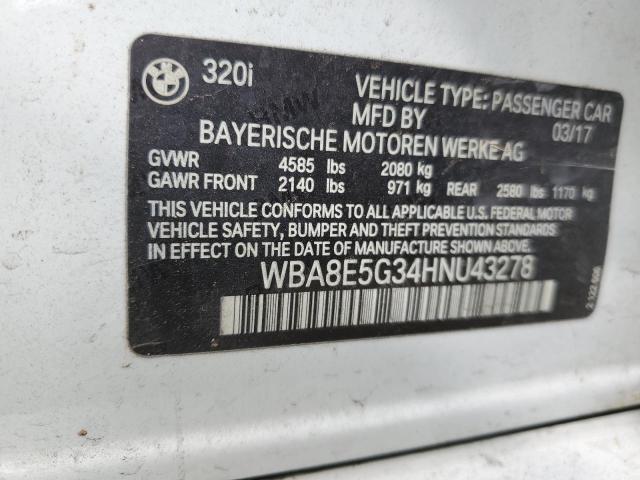 BMW
320i
VEHICLE TYPE: PASSENGER CAR
MFD BY 03/17
BAYERISCHE MOTOREN WERKE AG
GVWR 4585 lbs 2080 kg
GAWR FRONT 2140 lbs 971 kg REAR 2580 lbs 1170 kg
THIS VEHICLE CONFORMS TO ALL APPLICABLE U.S. FEDERAL MOTOR
VEHICLE SAFETY, BUMPER AND THEFT PREVENTION STANDARDS
IN EFFECT ON THE DATE OF MANUFACTURE SHOWN ABOVE
WBA8E5G34HNU43278